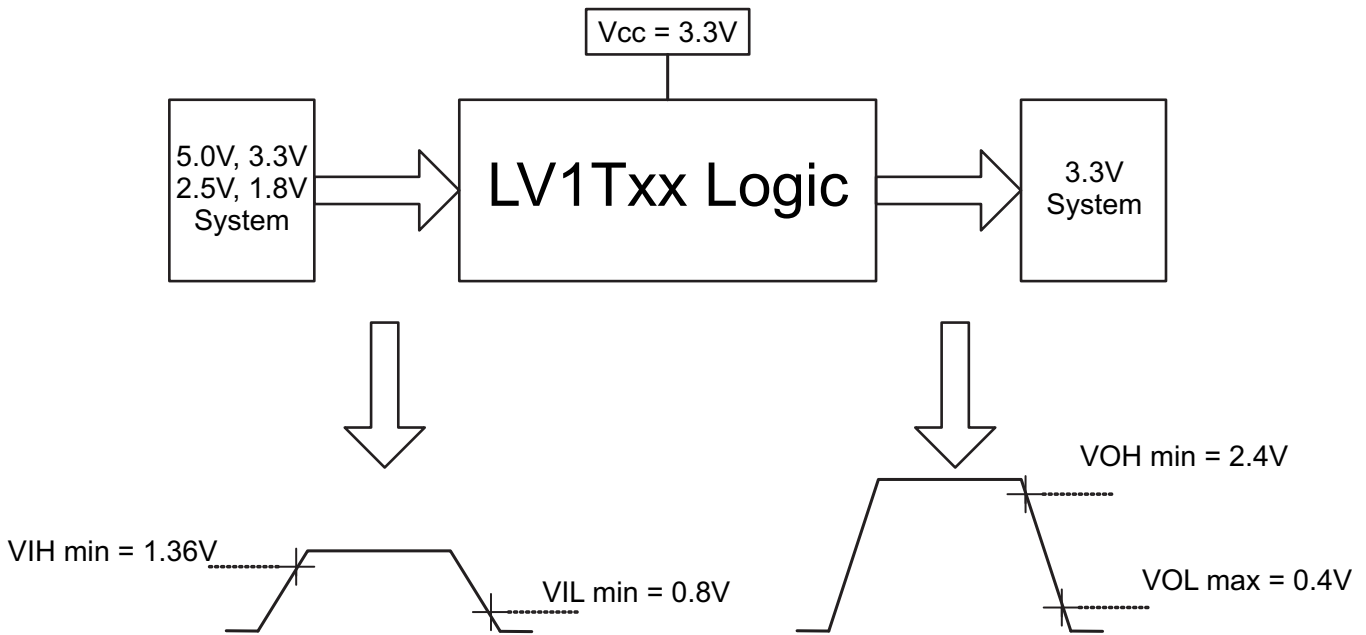 Vcc = 3.3V
5.0V, 3.3V
2.5V, 1.8V
System
LV1Txx Logic
3.3V
System
VIH min = 1.36V
VIL min = 0.8V
VOH min = 2.4V
VOL max = 0.4V